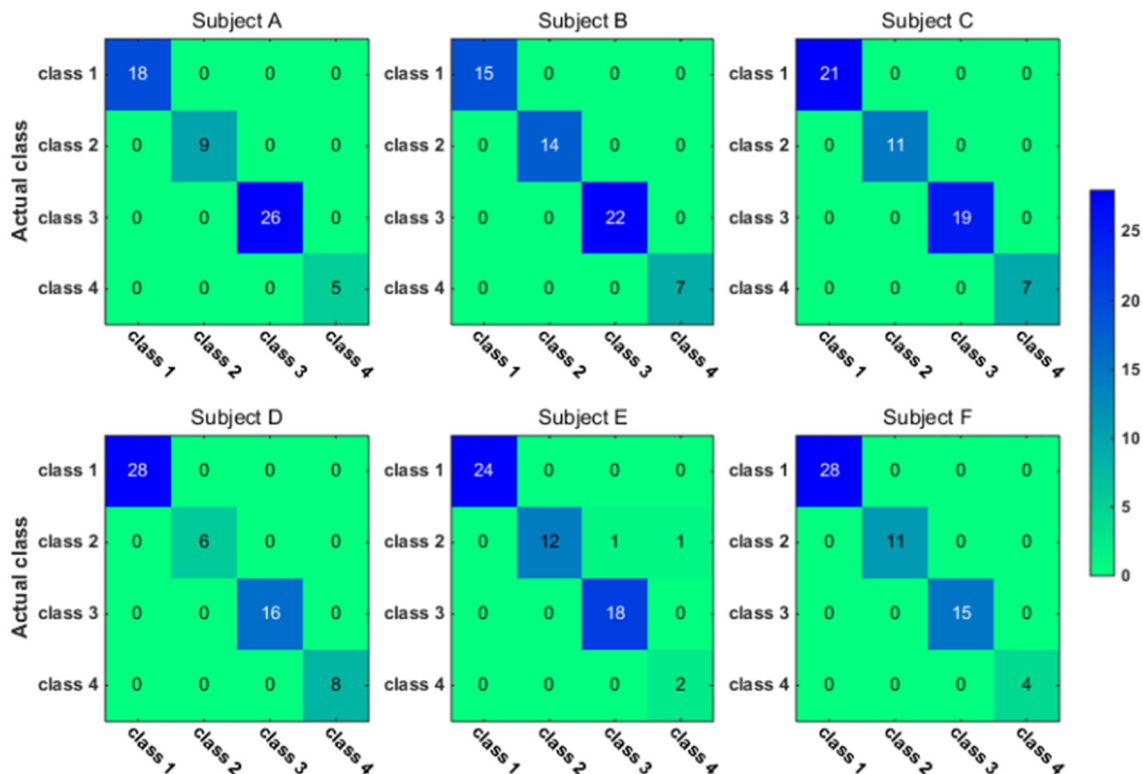 Subject A Subject B Subject C
class 1 18 0 0 0 class 1 15 0 0 0 class 1 21 0 0 0
class 2 0 9 0 0 class 2 0 14 0 0 class 2 0 11 0 0
class 3 0 0 26 0 class 3 0 0 22 0 class 3 0 0 19 0
class 4 0 0 0 5 class 4 0 0 0 7 class 4 0 0 0 7
Actual class
class 1 class 2 class 3 class 4 class 1 class 2 class 3 class 4 class 1 class 2 class 3 class 4
Subject D Subject E Subject F
class 1 28 0 0 0 class 1 24 0 0 0 class 1 28 0 0 0
class 2 0 6 0 0 class 2 0 12 1 1 class 2 0 11 0 0
class 3 0 0 16 0 class 3 0 0 18 0 class 3 0 0 15 0
class 4 0 0 0 8 class 4 0 0 0 2 class 4 0 0 0 4
Actual class
class 1 class 2 class 3 class 4 class 1 class 2 class 3 class 4 class 1 class 2 class 3 class 4
25
20
15
10
5
0